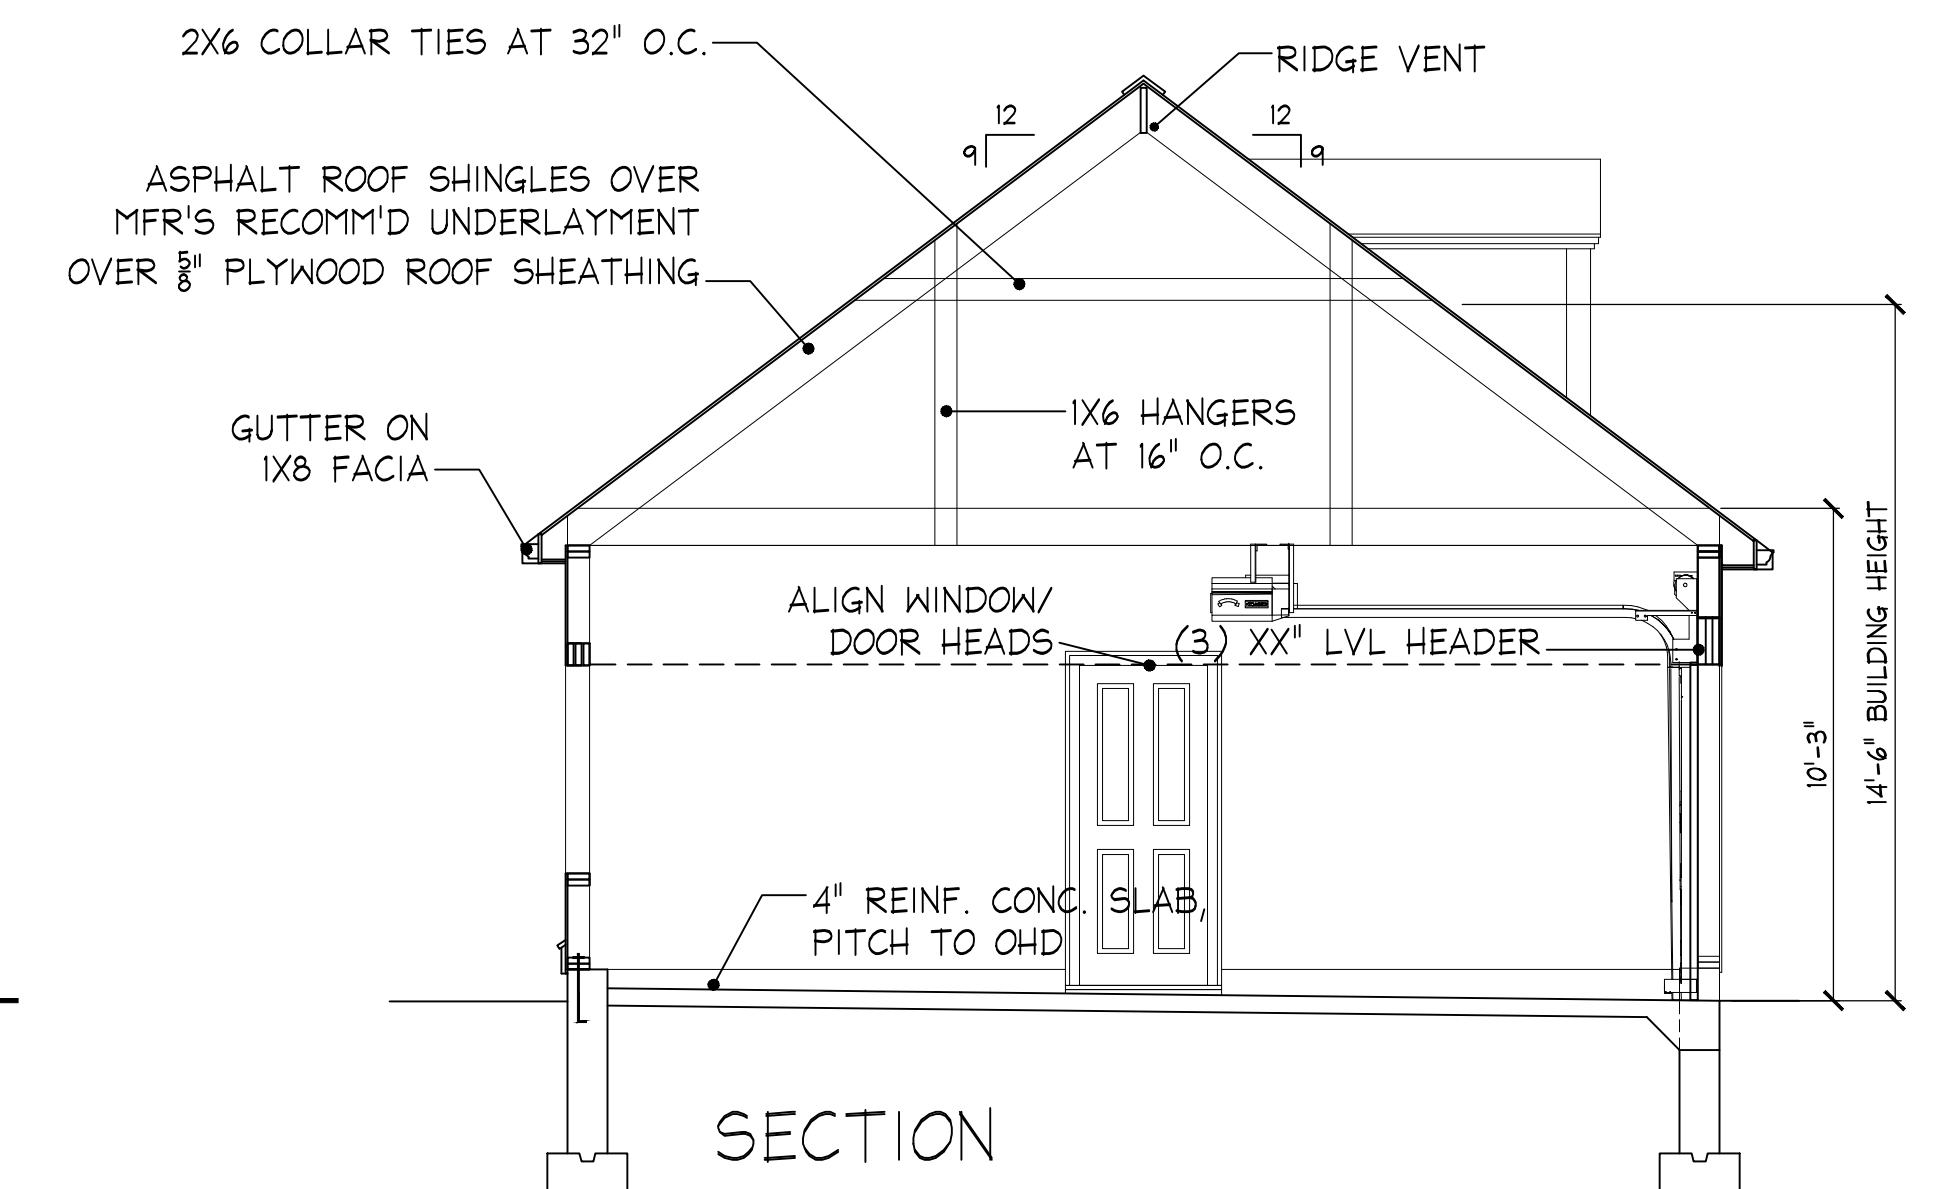 2X6 COLLAR TIES AT 32" O.C.
RIDGE VENT
12
9
12
9
ASPHALT ROOF SHINGLES OVER
MFR'S RECOMM'D UNDERLAYMENT
OVER 5/8" PLYWOOD ROOF SHEATHING
GUTTER ON
1X8 FACIA
1X6 HANGERS
AT 16" O.C.
ALIGN WINDOW/
DOOR HEADS
(3) XX" LVL HEADER
10'-3"
14'-6" BUILDING HEIGHT
4" REINF. CONC. SLAB,
PITCH TO OHD
SECTION